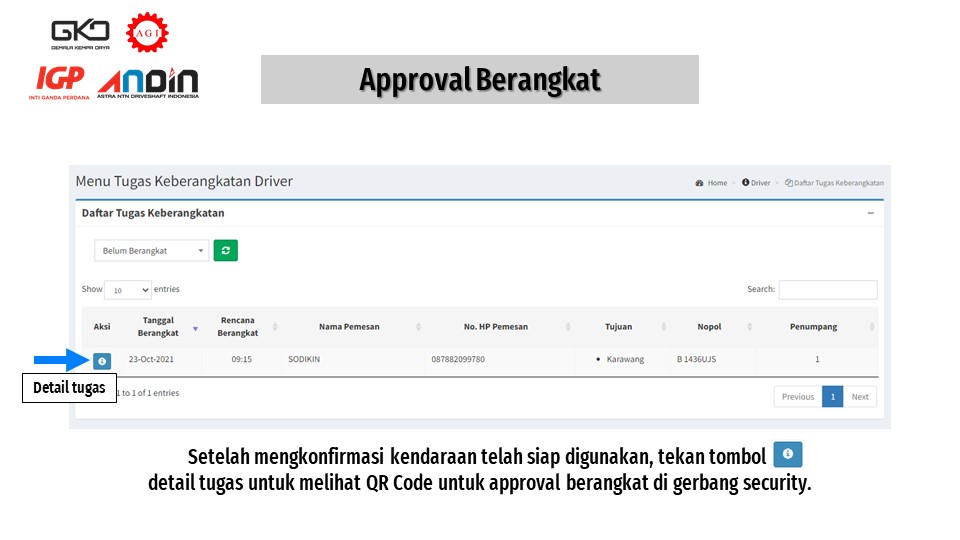 GKD
GEMALA KEMPA DAYA
AGI
IGP
INTI GANDA PERDANA
ANDIN
ASTRA NTN DRIVESHAFT INDONESIA
Approval Berangkat
Menu Tugas Keberangkatan Driver
Home > Driver > Daftar Tugas Keberangkatan
Daftar Tugas Keberangkatan
Belum Berangkat
Show 10 entries
Search:
Aksi Tanggal Berangkat Rencana Berangkat Nama Pemesan No. HP Pemesan Tujuan Nopol Penumpang
23-Oct-2021 09:15 SODIKIN 087882099780 • Karawang B 1436UJS 1
Detail tugas
1 to 1 of 1 entries
Previous 1 Next
Setelah mengkonfirmasi kendaraan telah siap digunakan, tekan tombol
detail tugas untuk melihat QR Code untuk approval berangkat di gerbang security.